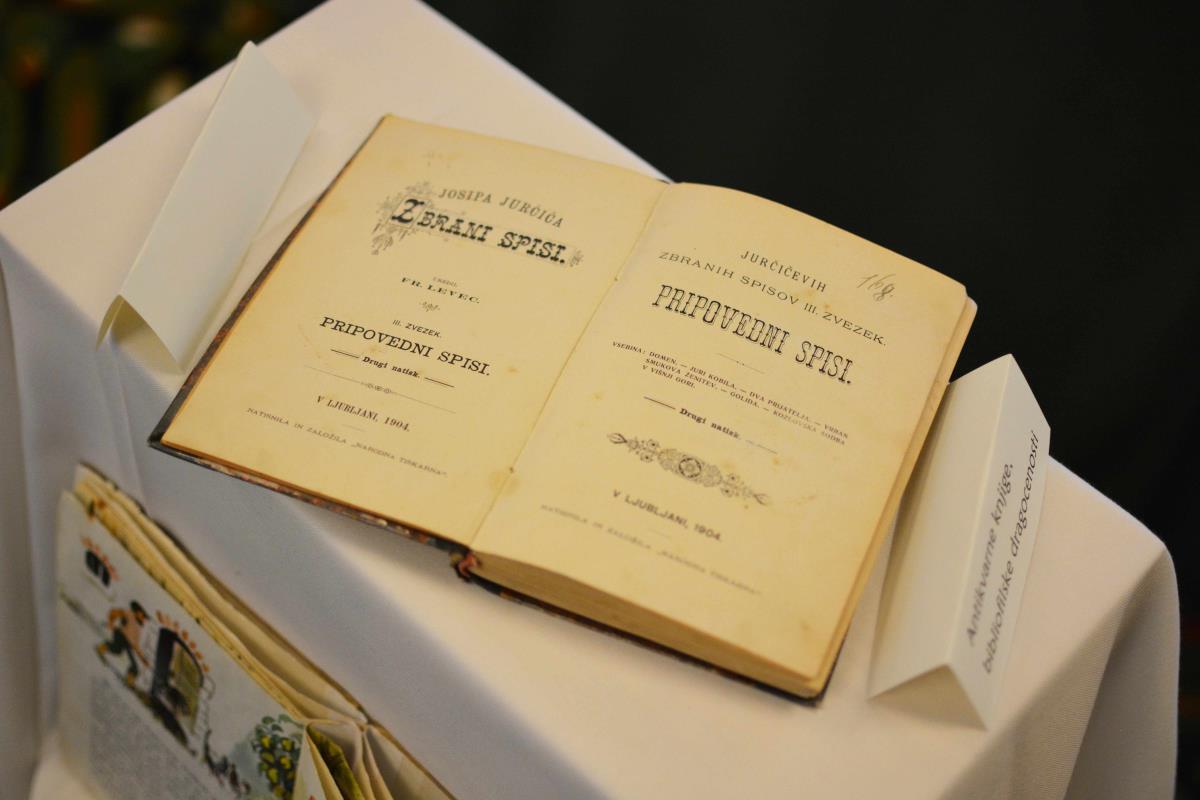 JOSIPA JURČIČA
ZBRANI SPISI.
UREDIL
FR. LEVEC.
III. ZVEZEK.
PRIPOVEDNI SPISI.
Drugi natisk.
V LJUBLJANI, 1904.
NATISNILA IN ZALOŽILA „NARODNA TISKARNA“.
JURČIČEVIH
ZBRANIH SPISOV III. ZVEZEK.
PRIPOVEDNI SPISI.
VSEBINA: DOMEN. — JURI KOBILA. — DVA PRIJATELJA. — VRBAN
SMUKOVA ŽENITEV. — GOLIDA. — KOZLOVSKA SODBA
V VIŠNJI GORI.
Drugi natisk.
V LJUBLJANI, 1904.
NATISNILA IN ZALOŽILA „NARODNA TISKARNA“.
Antikvarne knjige,
bibliofilske dragocenosti